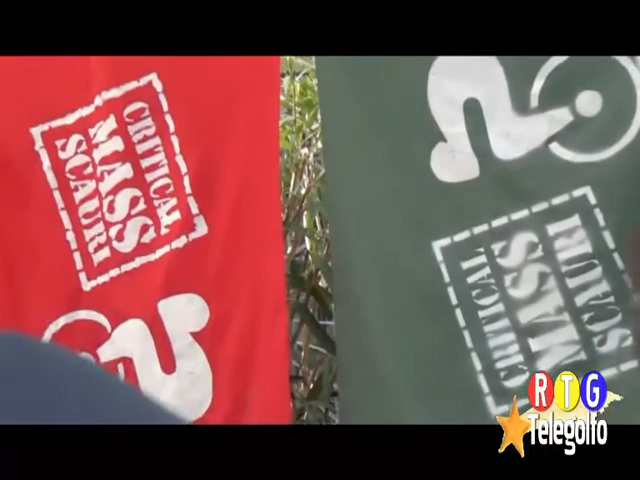 CRITICAL
MASS
SCAURI
CRITICAL
MASS
SCAURI
RTG
Telegolfo